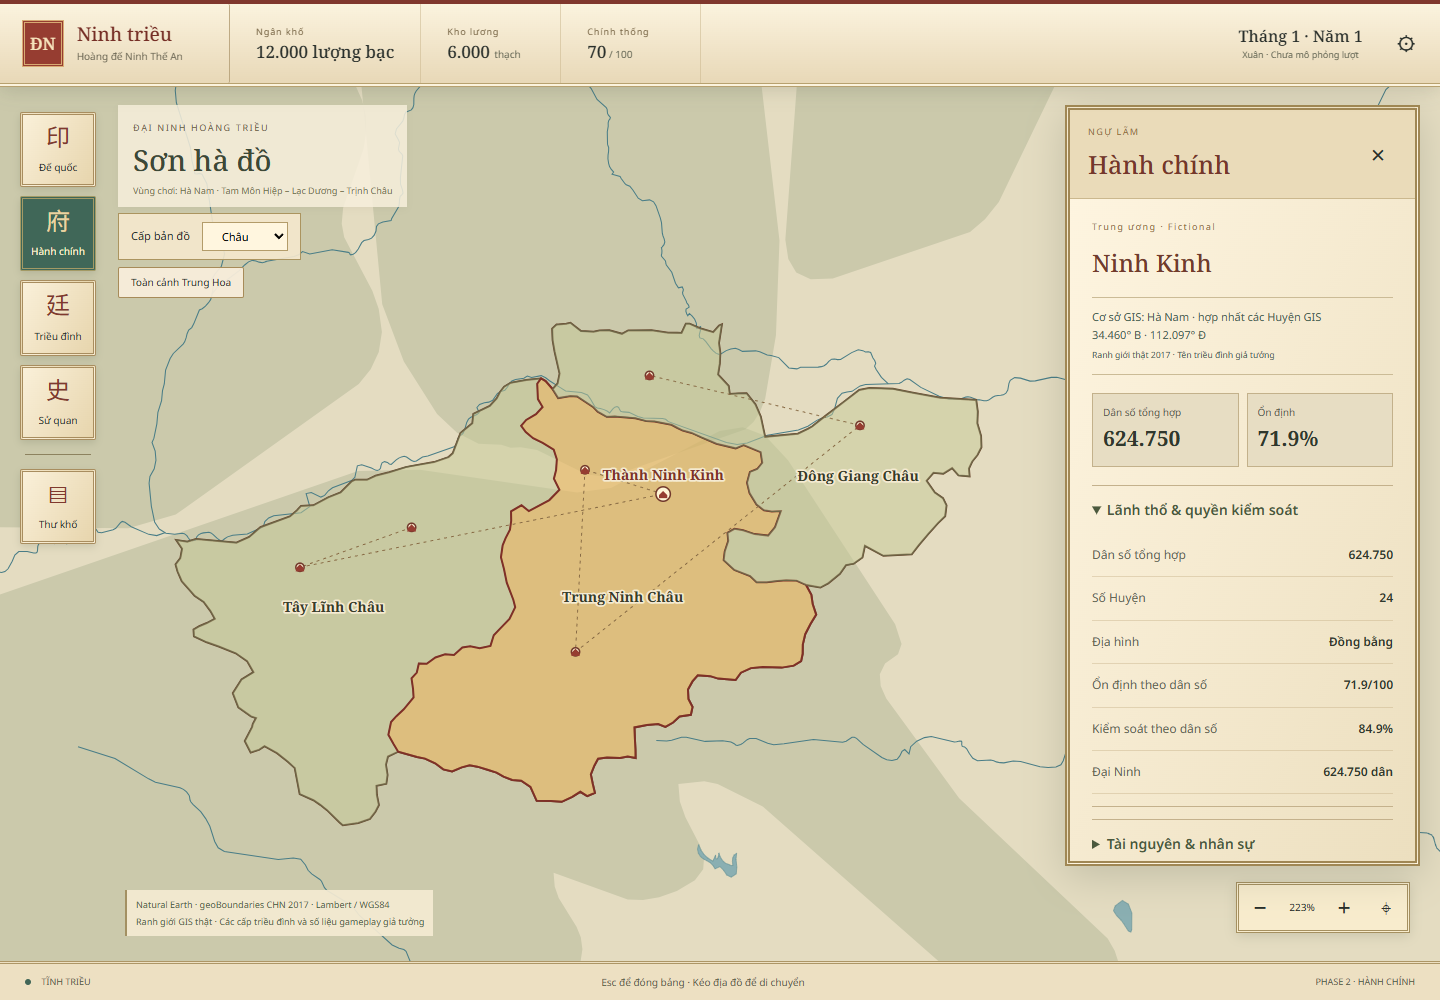 ĐN
Ninh triều
Hoàng đế Ninh Thế An
Ngân khố
12.000 lượng bạc
Kho lương
6.000 thạch
Chính thống
70 / 100
Tháng 1 · Năm 1
Xuân · Chưa mô phỏng lượt
印
Đế quốc
府
Hành chính
廷
Triều đình
史
Sử quan
Thư khố
ĐẠI NINH HOÀNG TRIỀU
Sơn hà đồ
Vùng chơi: Hà Nam · Tam Môn Hiệp – Lạc Dương – Trịnh Châu
Cấp bản đồ
Châu
Toàn cảnh Trung Hoa
Thành Ninh Kinh
Đông Giang Châu
Trung Ninh Châu
Tây Lĩnh Châu
NGỰ LÃM
Hành chính
Trung ương · Fictional
Ninh Kinh
Cơ sở GIS: Hà Nam · hợp nhất các Huyện GIS
34.460° B · 112.097° Đ
Ranh giới thật 2017 · Tên triều đình giả tưởng
Dân số tổng hợp
624.750
Ổn định
71.9%
Lãnh thổ & quyền kiểm soát
Dân số tổng hợp 624.750
Số Huyện 24
Địa hình Đồng bằng
Ổn định theo dân số 71.9/100
Kiểm soát theo dân số 84.9%
Đại Ninh 624.750 dân
Tài nguyên & nhân sự
Natural Earth · geoBoundaries CHN 2017 · Lambert / WGS84
Ranh giới GIS thật · Các cấp triều đình và số liệu gameplay giả tưởng
− 223% +
TĨNH TRIỀU
Esc để đóng bảng · Kéo địa đồ để di chuyển
PHASE 2 · HÀNH CHÍNH